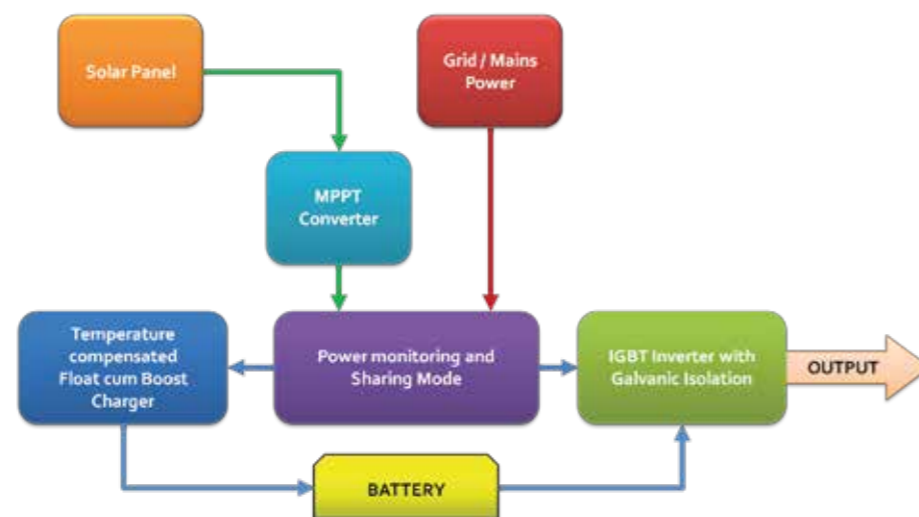 Solar Panel
Grid / Mains
Power
MPPT
Converter
Temperature
compensated
Float cum Boost
Charger
Power monitoring and
Sharing Mode
IGBT Inverter with
Galvanic Isolation
OUTPUT
BATTERY